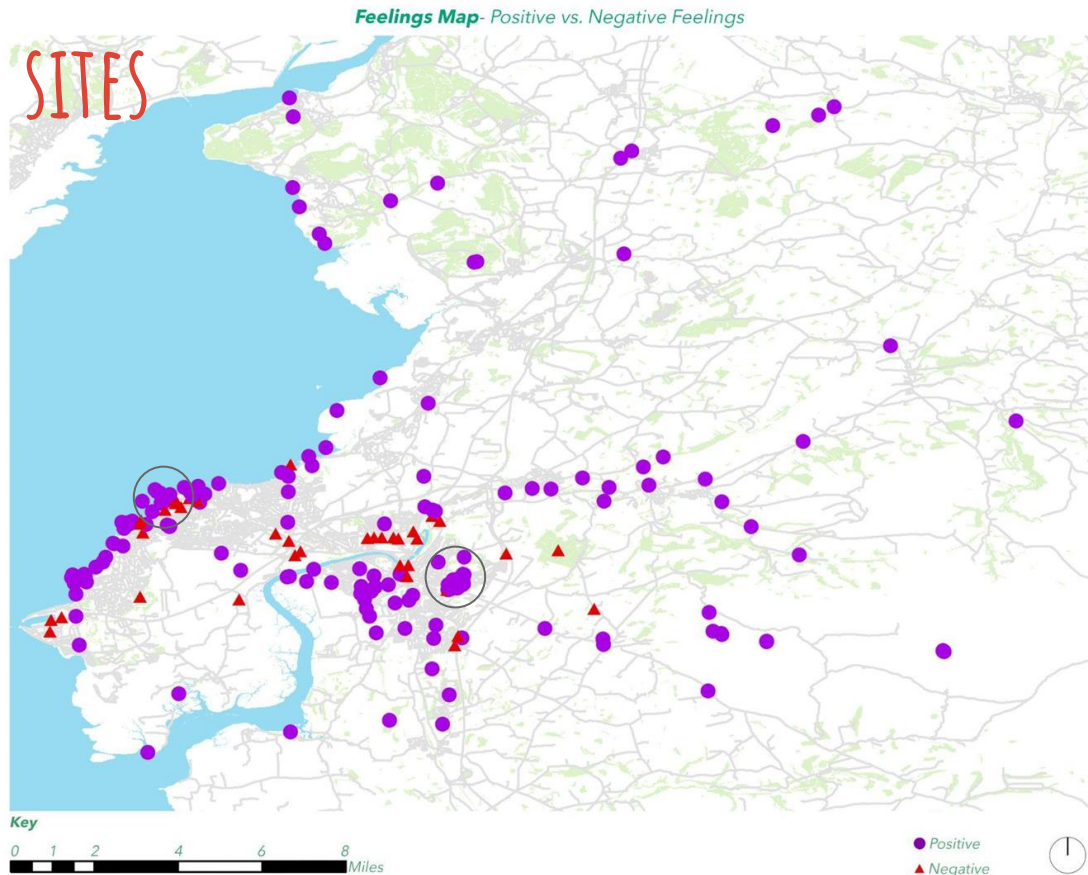 Feelings Map- Positive vs. Negative Feelings
SITES
Key
0 1 2 4 6 8
Miles
Positive
Negative